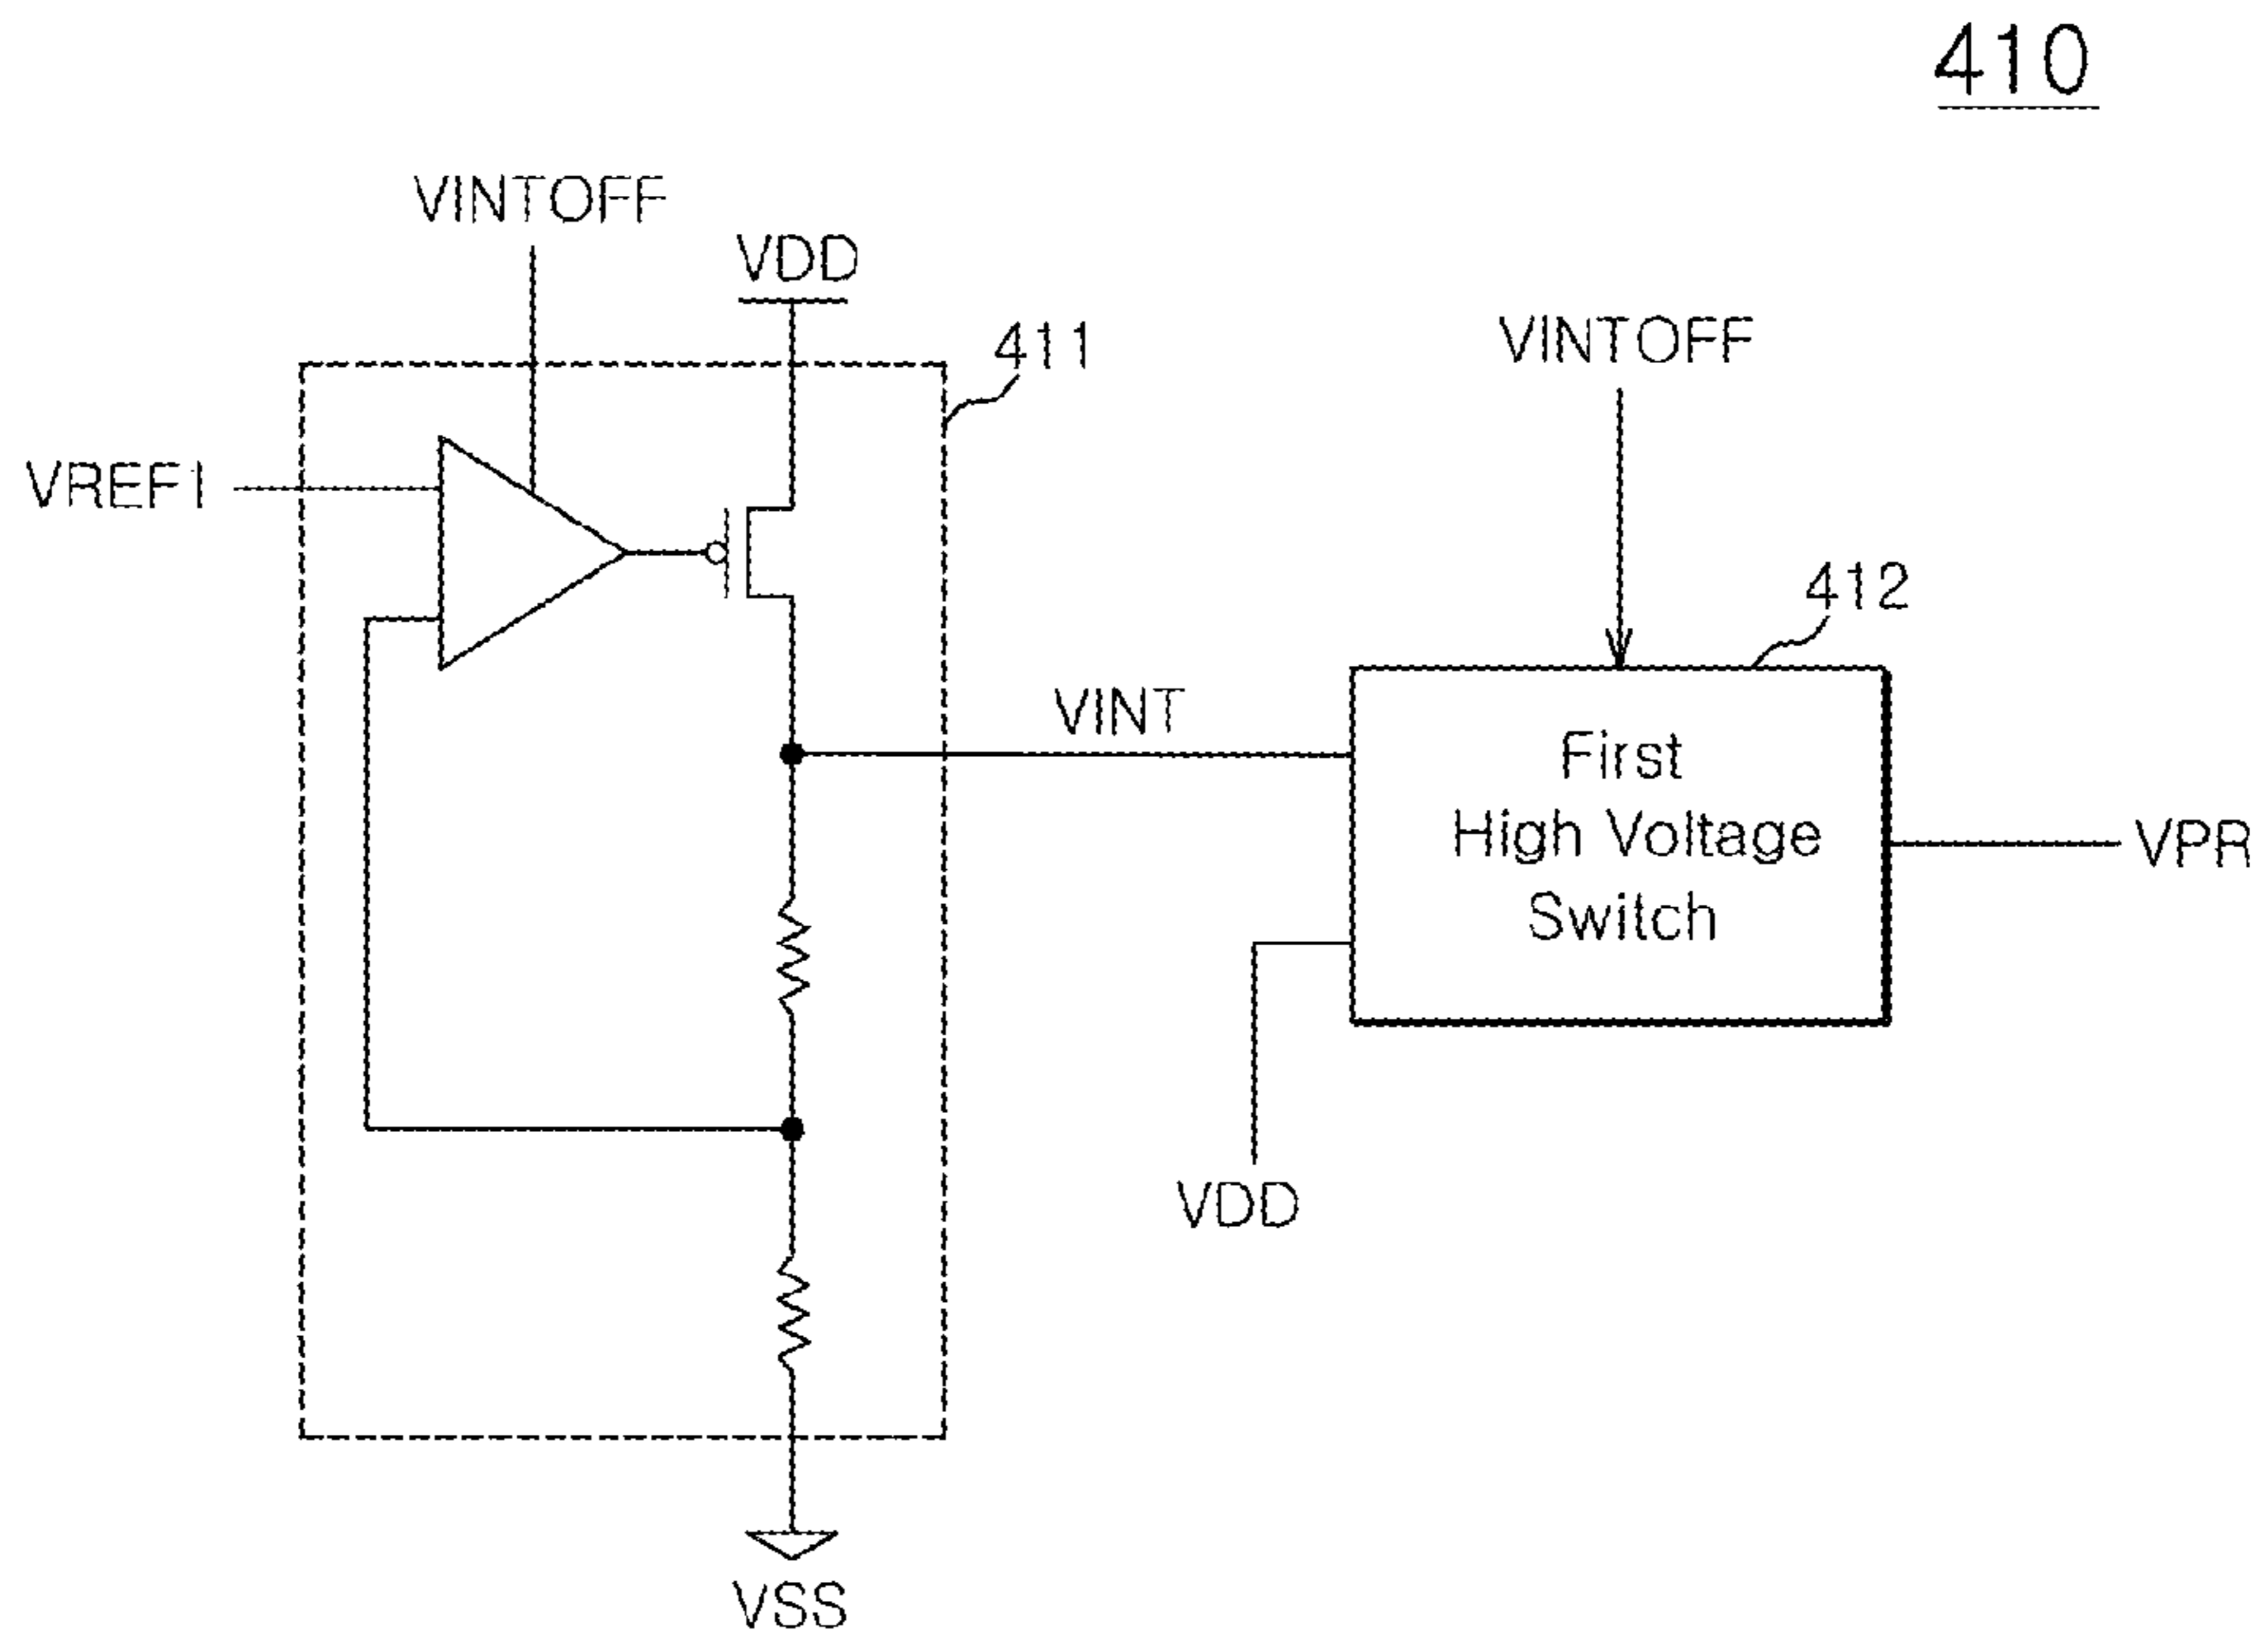 410
VINTOFF
VDD
411
VINTOFF
VREF1
412
VINT
First
High Voltage
Switch
VPR
VDD
VSS